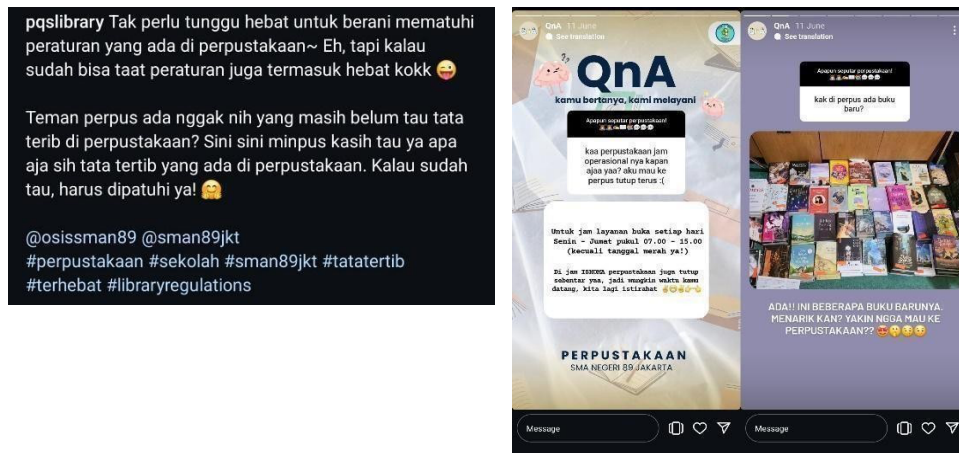 pqslibrary Tak perlu tunggu hebat untuk berani mematuhi
peraturan yang ada di perpustakaan~ Eh, tapi kalau
sudah bisa taat peraturan juga termasuk hebat kokk 😜
Teman perpus ada nggak nih yang masih belum tau tata
terib di perpustakaan? Sini sini minpus kasih tau ya apa
aja sih tata tertib yang ada di perpustakaan. Kalau sudah
tau, harus dipatuhi ya! 🤗
@osissman89 @sman89jkt
#perpustakaan #sekolah #sman89jkt #tatatertib
#terhebat #libraryregulations
QnA 11 June
See translation
QnA
kamu bertanya, kami melayani
Apapun seputar perpustakaan!
kaa perpustakaan jam
operasional nya kapan
ajaa yaa? aku mau ke
perpus tutup terus :(
Untuk jam layanan buka setiap hari
Senin - Jumat pukul 07.00 - 15.00
(kecuali tanggal merah ya!)
Di jam ISHOMA perpustakaan juga tutup
sebentar yaa, jadi mungkin waktu kamu
datang, kita lagi istirahat
PERPUSTAKAAN
SMA NEGERI 89 JAKARTA
Message
QnA 11 June
See translation
Apapun seputar perpustakaan!
kak di perpus ada buku
baru?
ADA!! INI BEBERAPA BUKU BARUNYA.
MENARIK KAN? YAKIN NGGA MAU KE
PERPUSTAKAAN??
Message